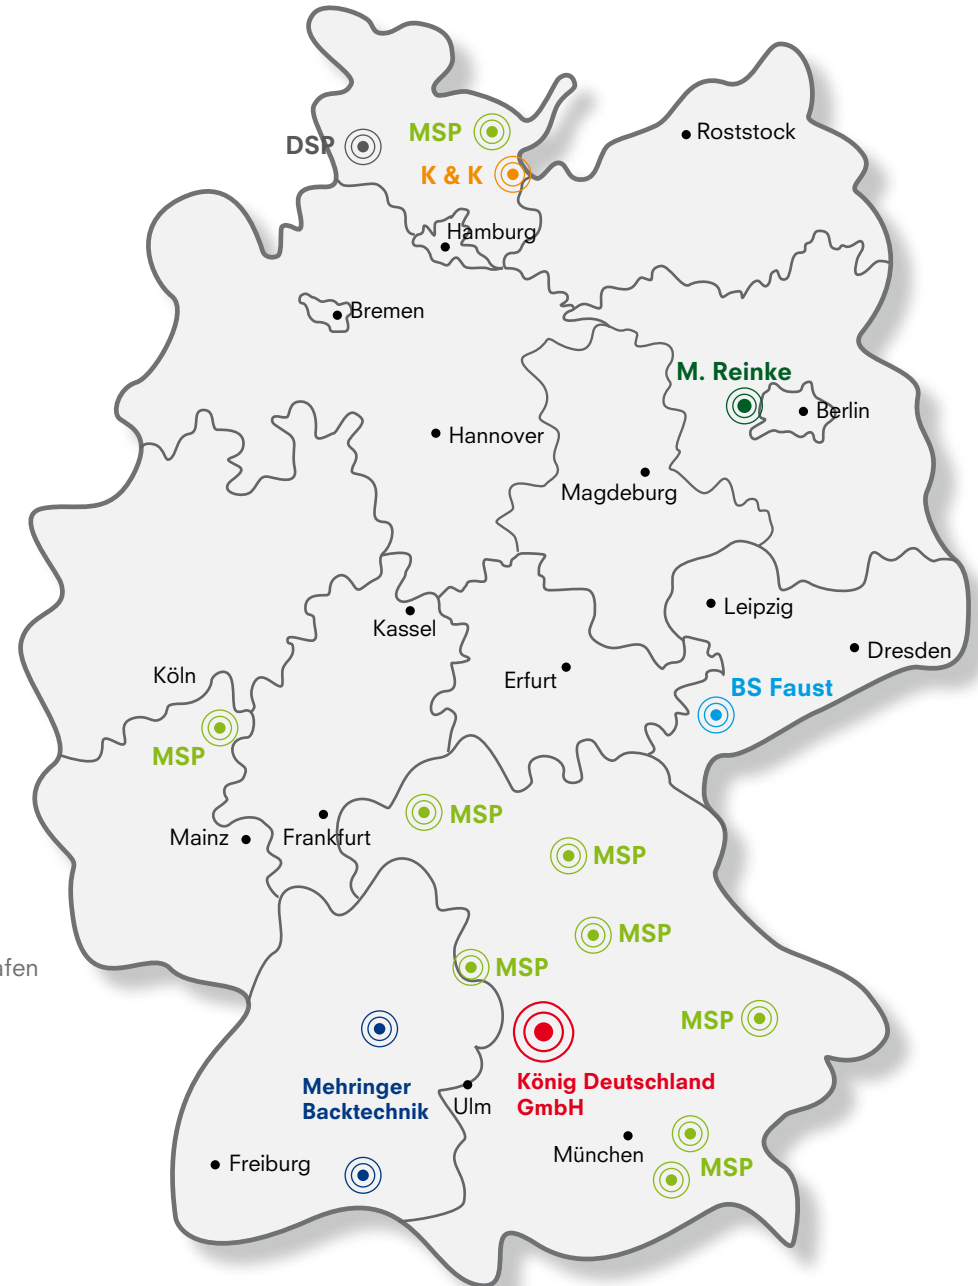 Roststock
MSP
DSP
K & K
Hamburg
Bremen
M. Reinke
Berlin
Hannover
Magdeburg
Leipzig
Kassel
Dresden
Köln
Erfurt
BS Faust
MSP
MSP
Mainz
Frankfurt
MSP
MSP
MSP
afen
MSP
König Deutschland
GmbH
Mehringer
Backtechnik
Ulm
München
Freiburg
MSP